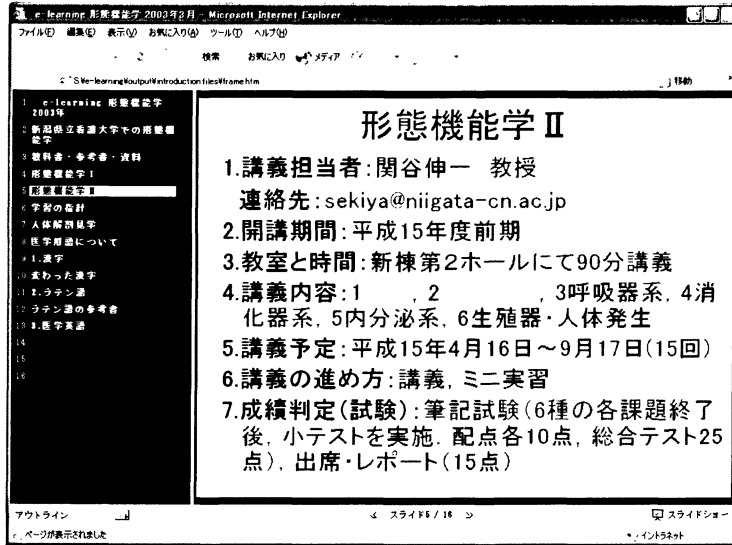 e-learning 形態機能学 2003年3月 - Microsoft Internet Explorer
ファイル(F) 編集(E) 表示(V) お気に入り(A) ツール(T) ヘルプ(H)
検索 お気に入り メディア
S¥e-learning¥output¥introduction files¥frame.htm 移動
1 e-learning 形態機能学 2003年
2 新潟県立看護大学での形態機能学
3 教科書・参考書・資料
4 形態機能学 I
5 形態機能学 II
6 学習の指針
7 人体解剖見学
8 医学用語について
9 1.漢字
10 変わった漢字
11 2.ラテン語
12 ラテン語の参考書
13 3.医学英語
14
15
16
形態機能学 II
1.講義担当者:関谷伸一 教授
連絡先:sekiya@niigata-cn.ac.jp
2.開講期間:平成15年度前期
3.教室と時間:新棟第2ホールにて90分講義
4.講義内容:1 , 2 , 3呼吸器系, 4消
化器系, 5内分泌系, 6生殖器・人体発生
5.講義予定:平成15年4月16日～9月17日(15回)
6.講義の進め方:講義, ミニ実習
7.成績判定(試験):筆記試験(6種の各課題終了
後, 小テストを実施. 配点各10点, 総合テスト25
点), 出席・レポート(15点)
アウトライン スライド5 / 16 スライドショー
ページが表示されました イントラネット